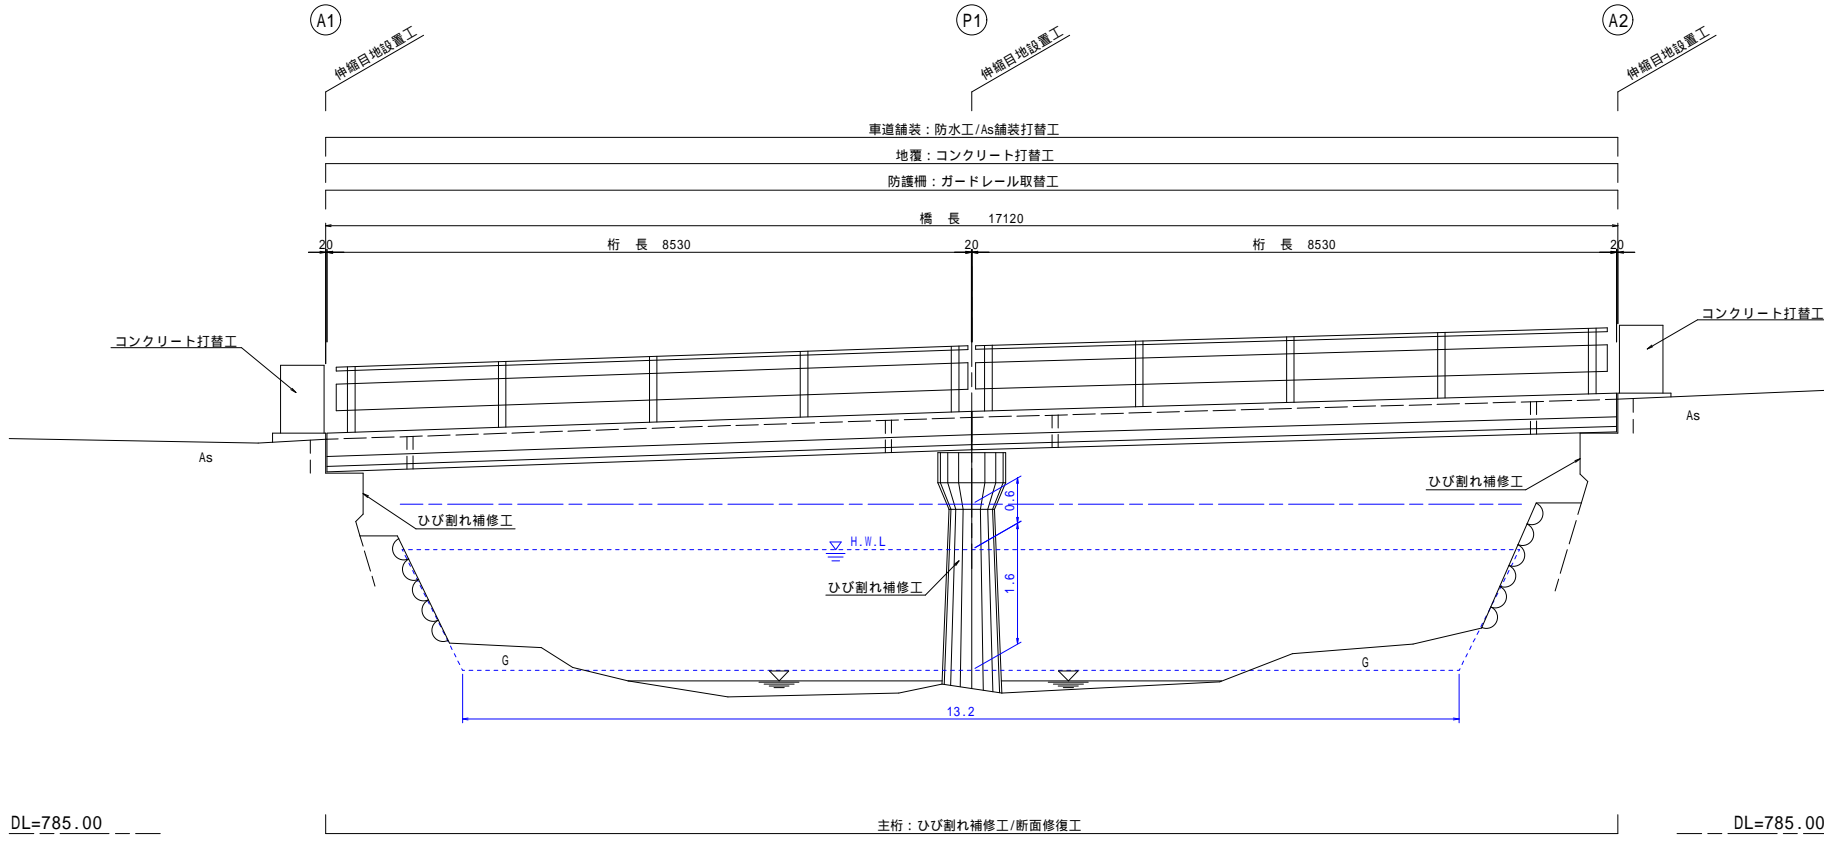 A1
P1
A2
伸縮目地設置工
伸縮目地設置工
伸縮目地設置工
車道舗装：防水工/As舗装打替工
地覆：コンクリート打替工
防護柵：ガードレール取替工
橋 長 17120
20
桁 長 8530
20
桁 長 8530
20
コンクリート打替工
コンクリート打替工
As
As
ひび割れ補修工
ひび割れ補修工
0.6
H.W.L
ひび割れ補修工
1.6
G
G
13.2
DL=785.00
主桁：ひび割れ補修工/断面修復工
DL=785.00